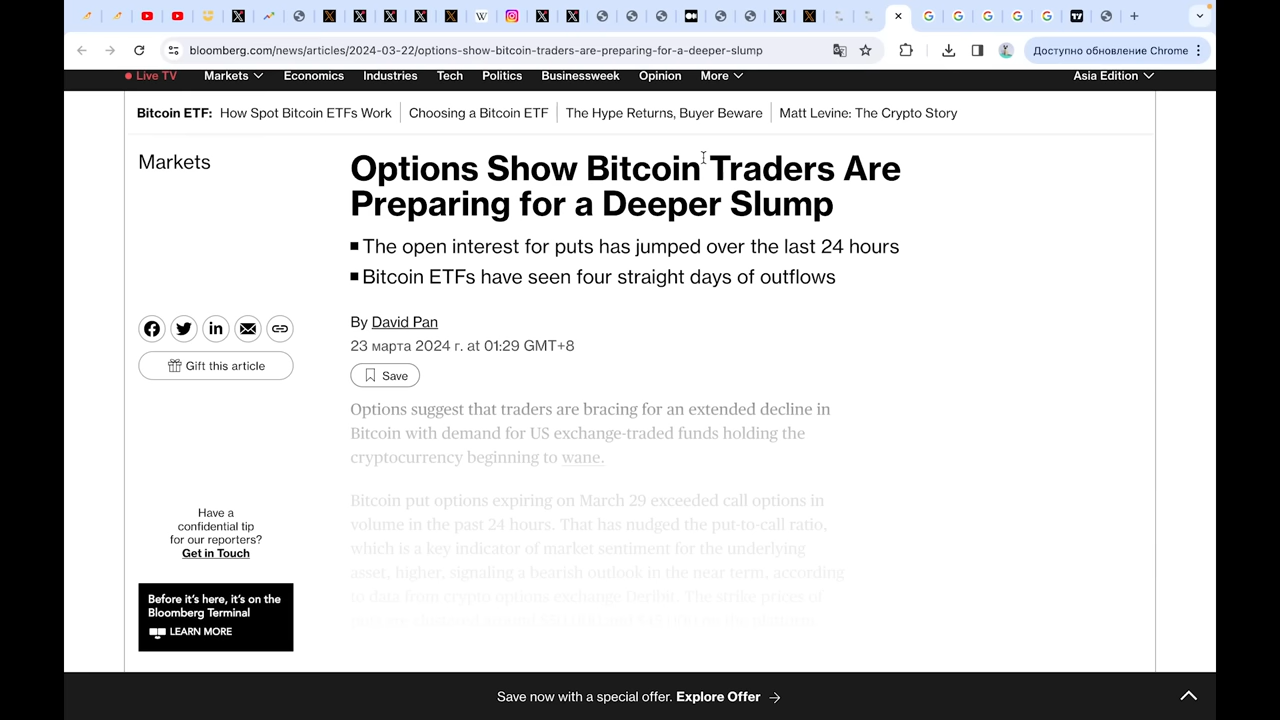 bloomberg.com/news/articles/2024-03-22/options-show-bitcoin-traders-are-preparing-for-a-deeper-slump
Доступно обновление Chrome
Live TV Markets Economics Industries Tech Politics Businessweek Opinion More Asia Edition
Bitcoin ETF: How Spot Bitcoin ETFs Work Choosing a Bitcoin ETF The Hype Returns, Buyer Beware Matt Levine: The Crypto Story
Markets
Options Show Bitcoin Traders Are
Preparing for a Deeper Slump
The open interest for puts has jumped over the last 24 hours
Bitcoin ETFs have seen four straight days of outflows
By David Pan
23 марта 2024 г. at 01:29 GMT+8
Gift this article
Save
Options suggest that traders are bracing for an extended decline in
Bitcoin with demand for US exchange-traded funds holding the
cryptocurrency beginning to wane.
Bitcoin put options expiring on March 29 exceeded call options in
volume in the past 24 hours. That has nudged the put-to-call ratio,
which is a key indicator of market sentiment for the underlying
asset, higher, signaling a bearish outlook in the near term, according
to data from crypto options exchange Deribit. The strike prices of
Have a
confidential tip
for our reporters?
Get in Touch
Before it's here, it's on the
Bloomberg Terminal
LEARN MORE
Save now with a special offer. Explore Offer